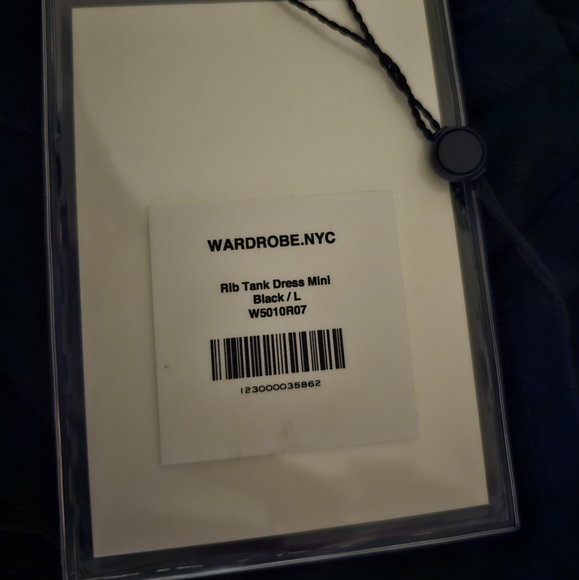 WARDROBE.NYC
Rib Tank Dress Mini
Black / L
W5010R07
123000035862